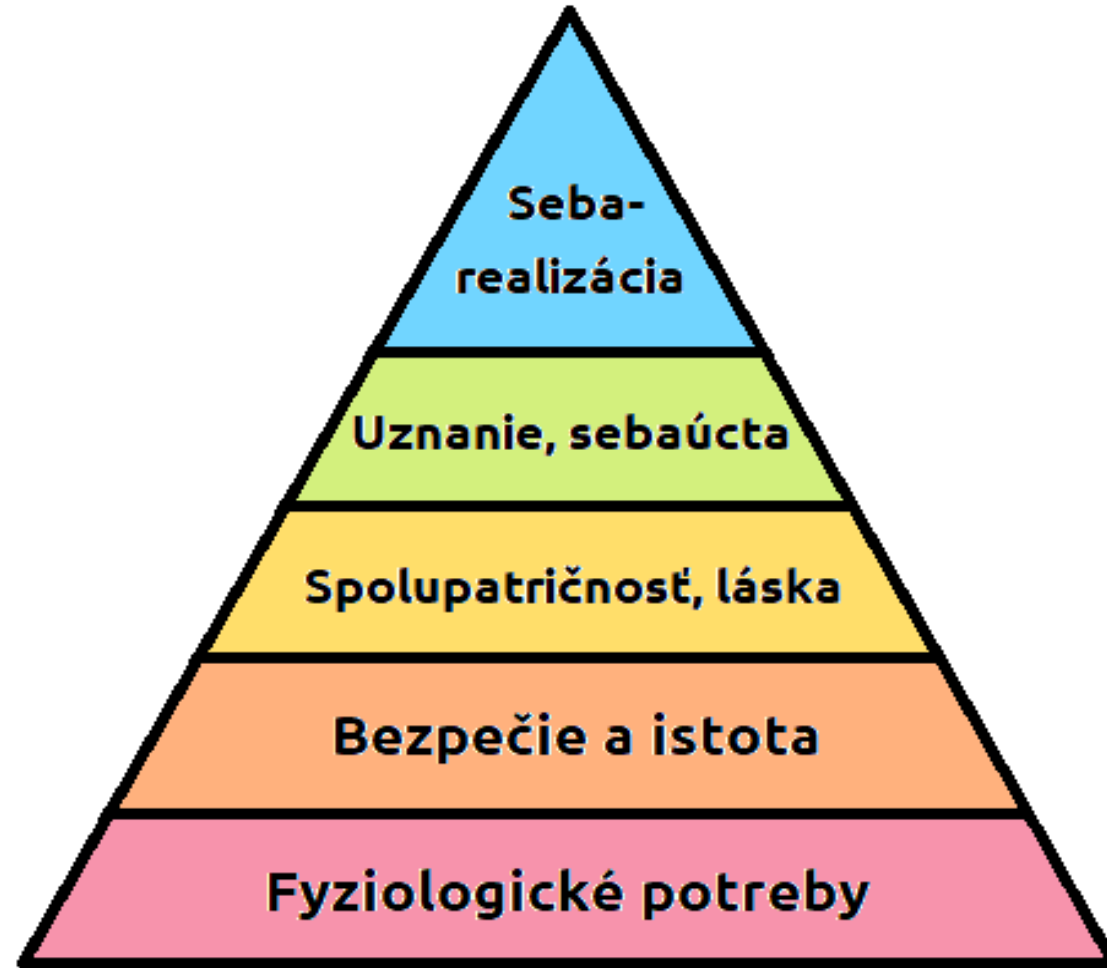 Seba-
realizácia
Uznanie, sebaúcta
Spolupatričnosť, láska
Bezpečie a istota
Fyziologické potreby